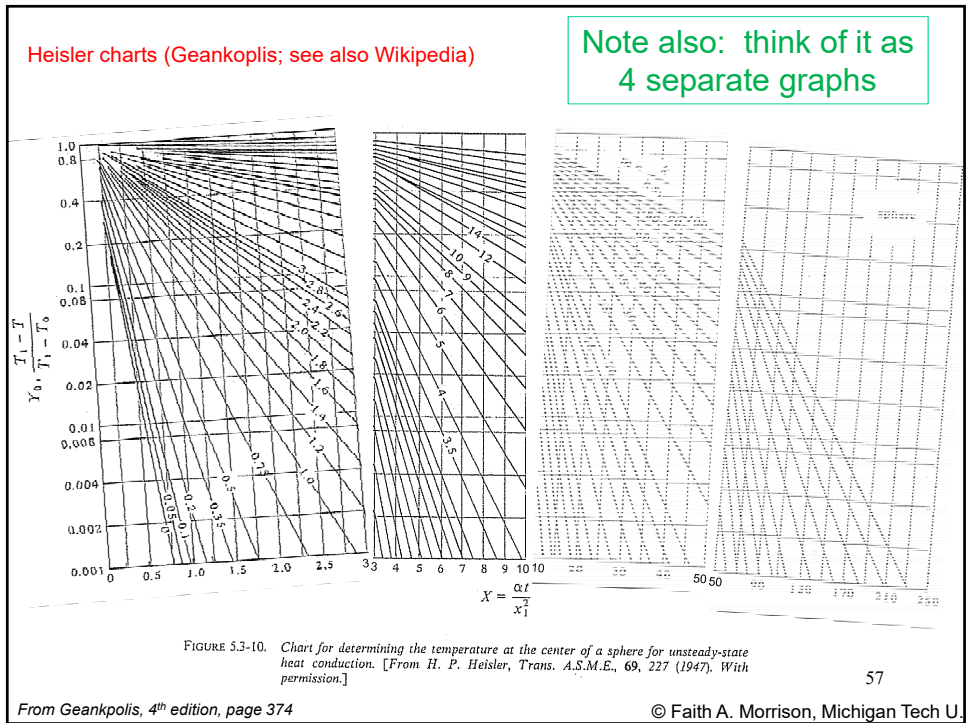 Heisler charts (Geankoplis; see also Wikipedia)
Note also: think of it as
4 separate graphs
1.0
0.8
0.4
0.2
0.1
0.08
0.04
0.02
0.01
0.008
0.004
0.002
0.001
Y₀, (T₁ − T)/(T₁ − T₀)
3
2.8
2.6
2.4
2.2
2.0
1.8
1.6
1.4
1.2
1.0
0.75
0.5
0.35
0.2
0.1
0.05
0
0 0.5 1.0 1.5 2.0 2.5 3
14
12
10
9
8
7
6
5
4
3.5
3 4 5 6 7 8 9 10
10 20 30 40 50
sphere
50 90 130 170 210 250
X = αt/x₁²
FIGURE 5.3-10. Chart for determining the temperature at the center of a sphere for unsteady-state
heat conduction. [From H. P. Heisler, Trans. A.S.M.E., 69, 227 (1947). With
permission.]
57
From Geankpolis, 4th edition, page 374
© Faith A. Morrison, Michigan Tech U.